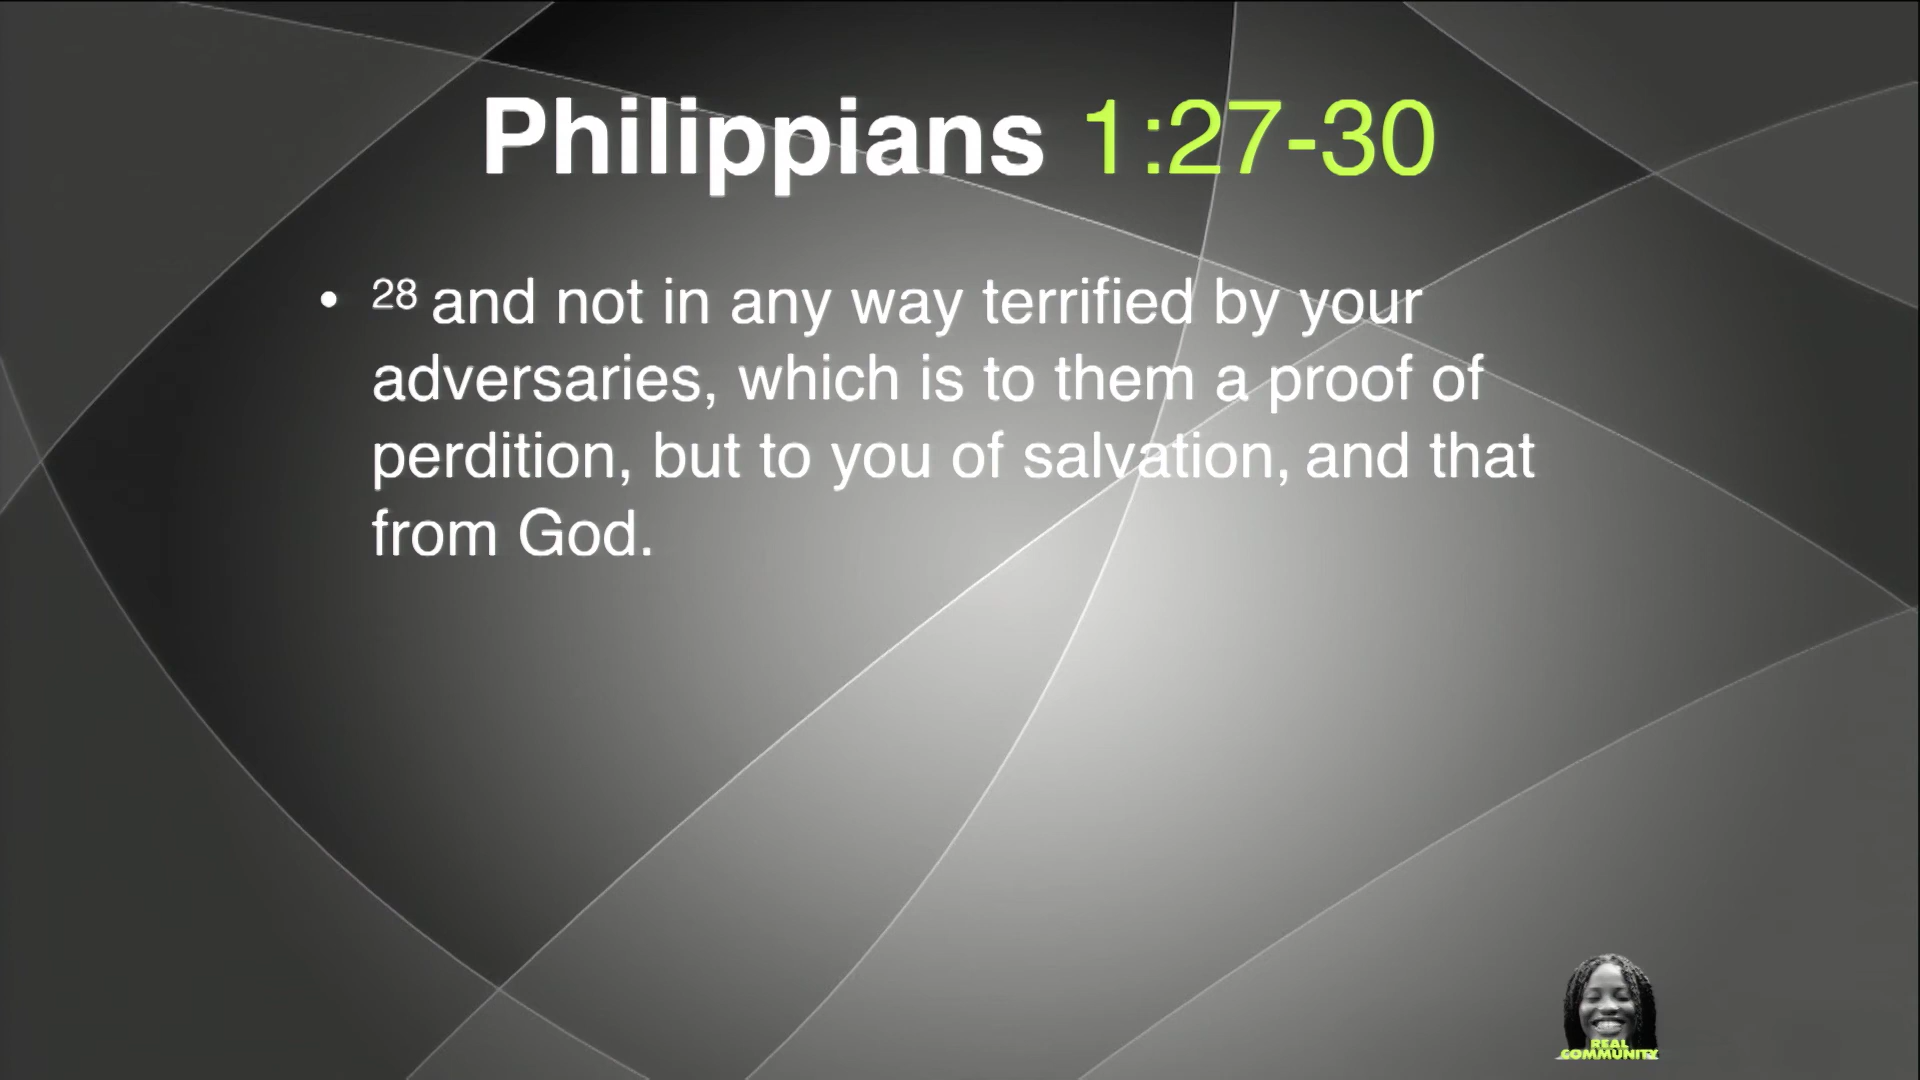 Philippians 1:27-30
• 28 and not in any way terrified by your
adversaries, which is to them a proof of
perdition, but to you of salvation, and that
from God.
REAL
COMMUNITY